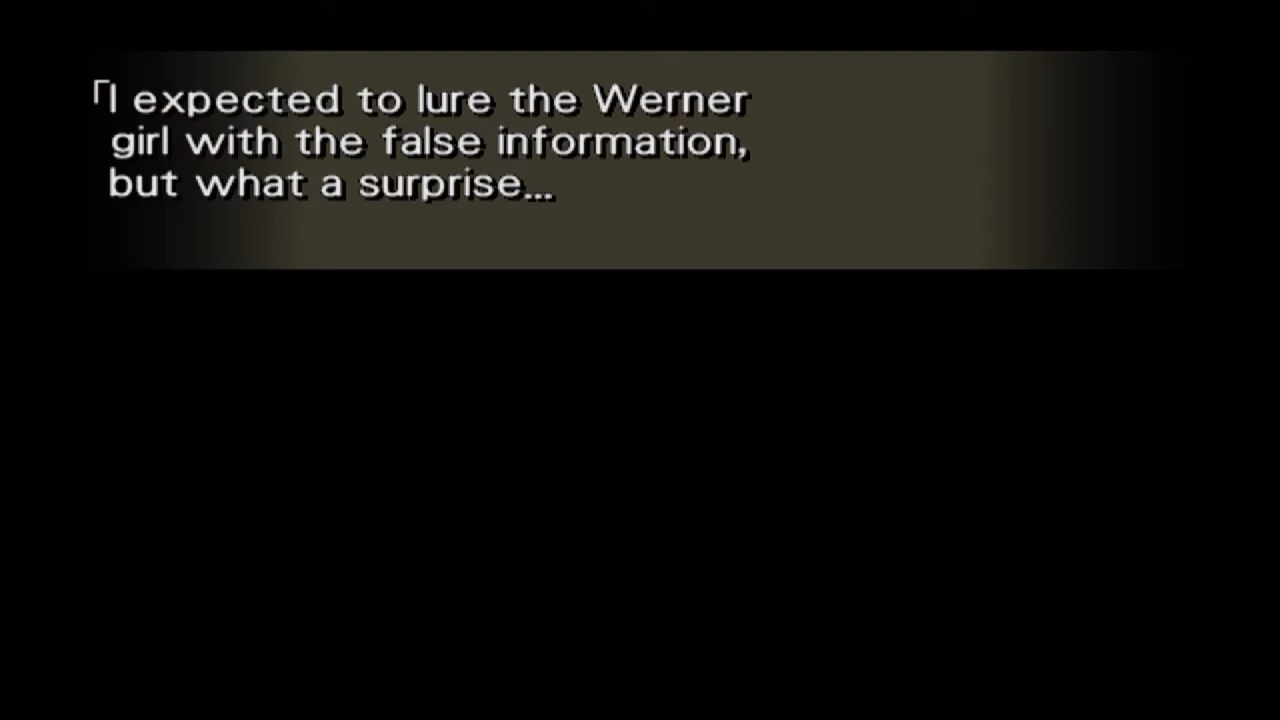 「I expected to lure the Werner
girl with the false information,
but what a surprise...